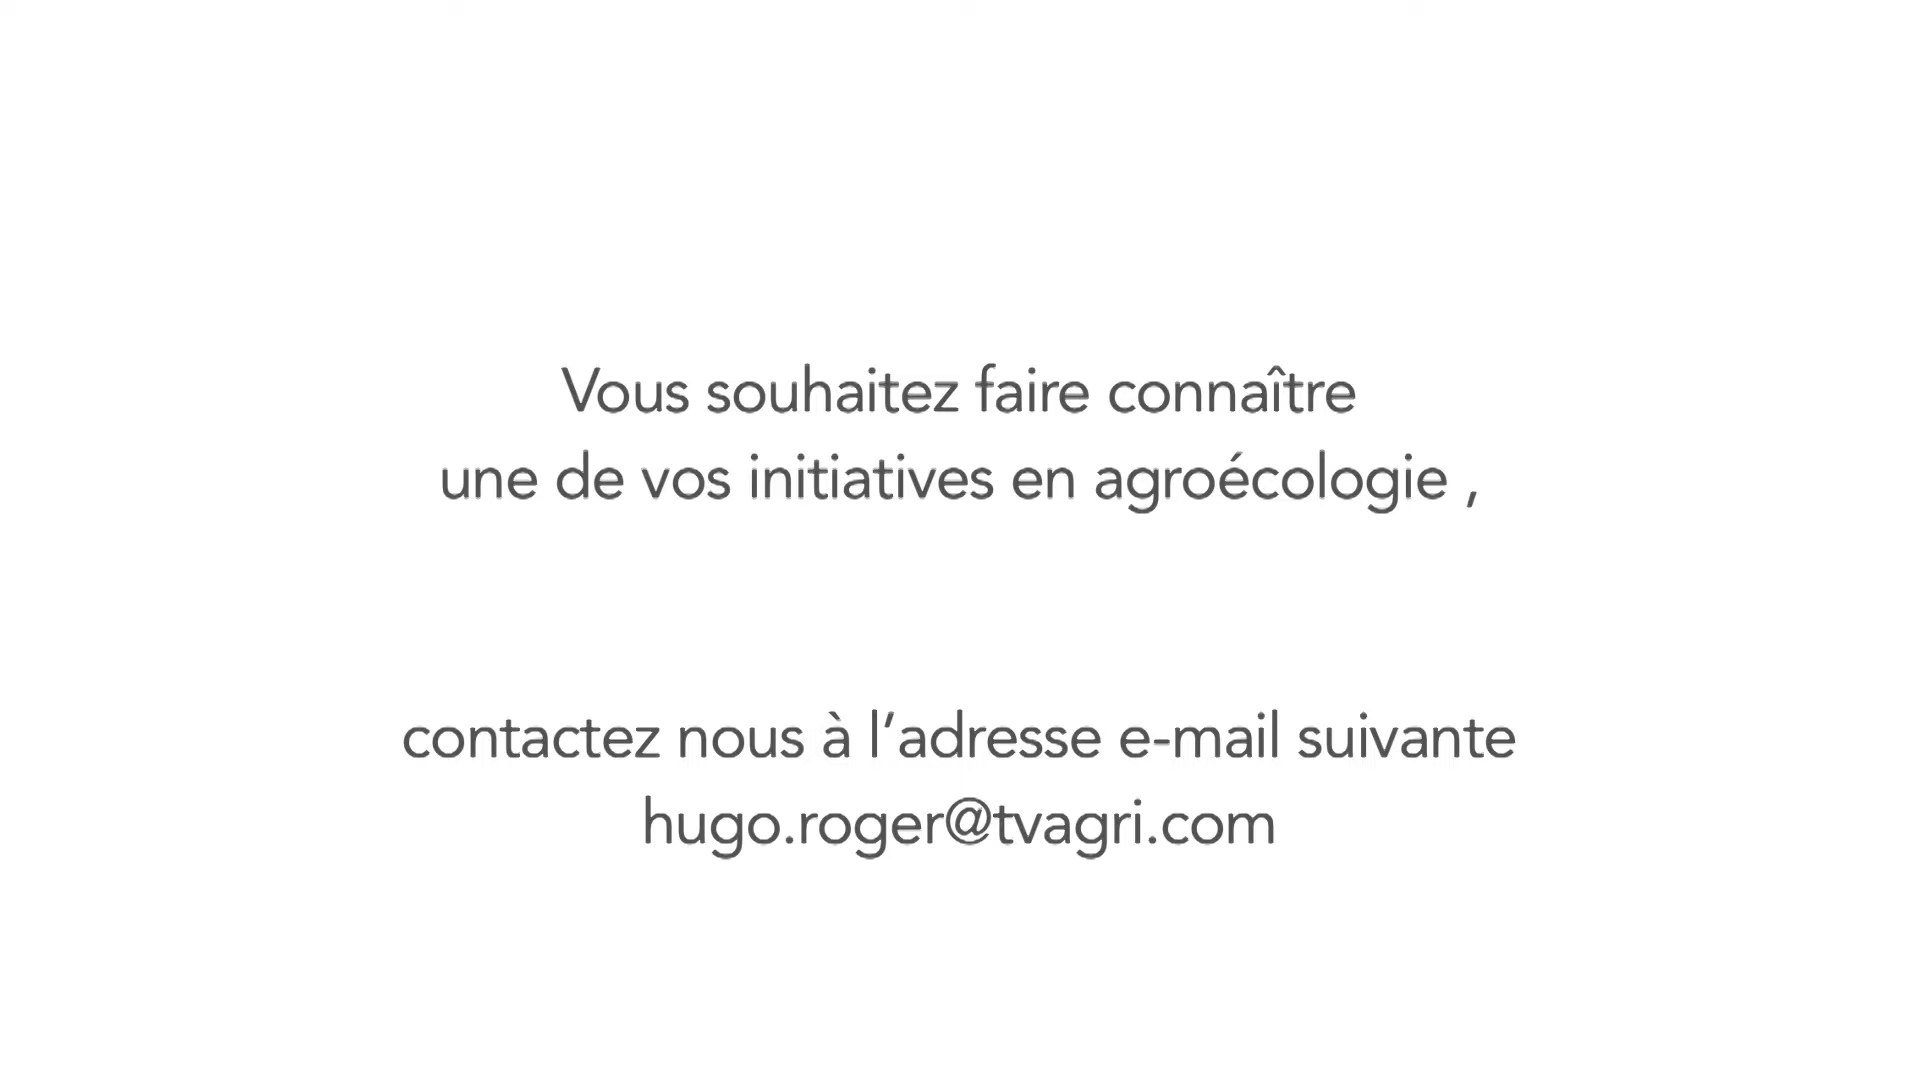 Vous souhaitez faire connaître
une de vos initiatives en agroécologie ,
contactez nous à l’adresse e-mail suivante
hugo.roger@tvagri.com